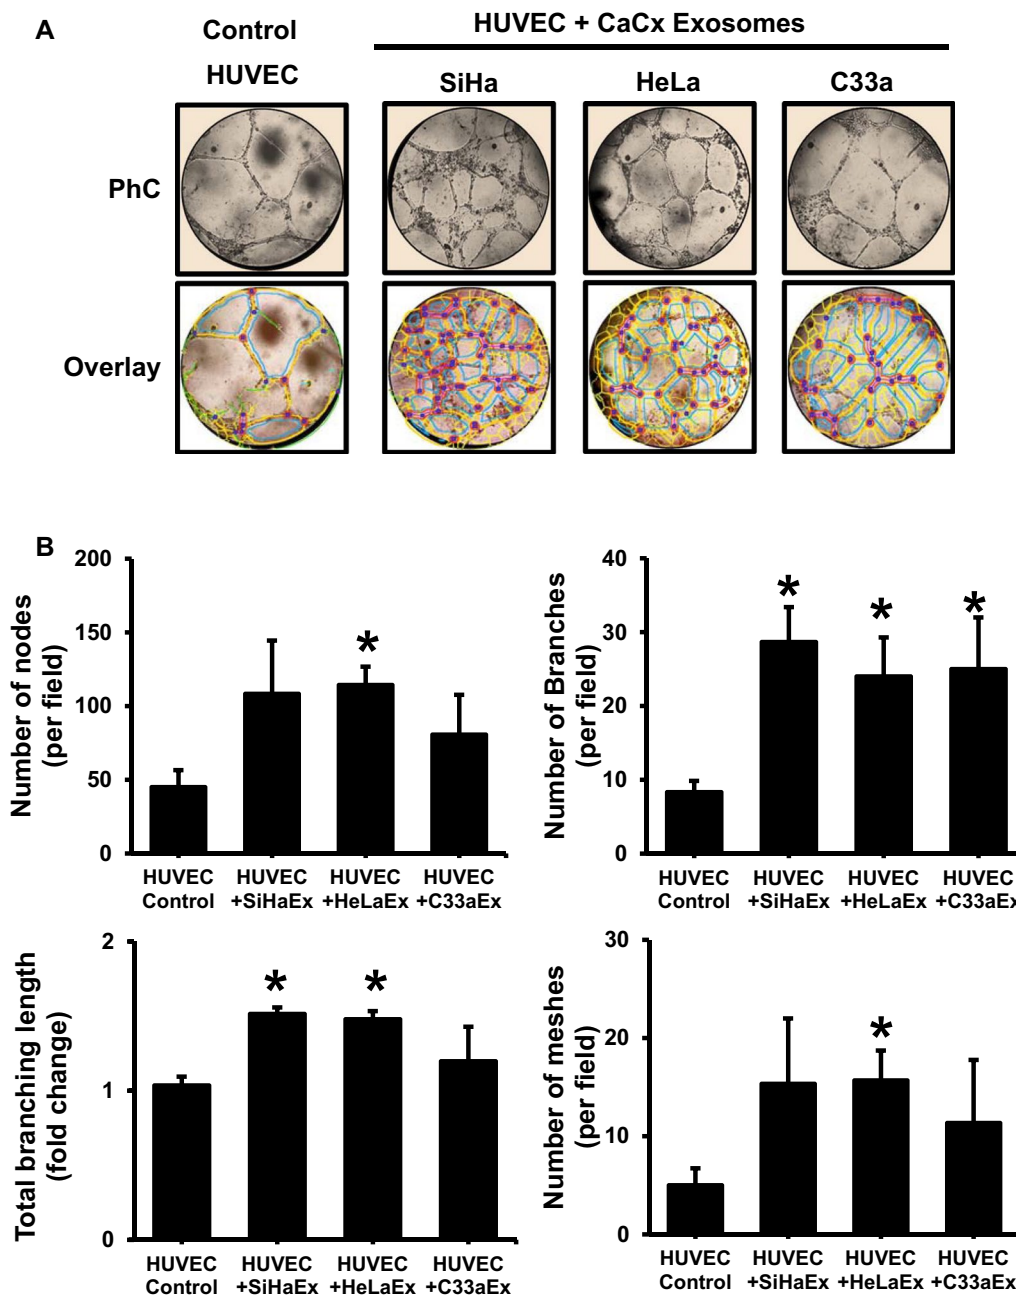 A
Control
HUVEC
HUVEC + CaCx Exosomes
SiHa
HeLa
C33a
PhC
Overlay
B
Number of nodes
(per field)
200
150
100
50
0
*
HUVEC
Control
HUVEC
+SiHaEx
HUVEC
+HeLaEx
HUVEC
+C33aEx
Number of Branches
(per field)
40
30
20
10
0
*
*
*
HUVEC
Control
HUVEC
+SiHaEx
HUVEC
+HeLaEx
HUVEC
+C33aEx
Total branching length
(fold change)
2
1
0
*
*
HUVEC
Control
HUVEC
+SiHaEx
HUVEC
+HeLaEx
HUVEC
+C33aEx
Number of meshes
(per field)
30
20
10
0
*
HUVEC
Control
HUVEC
+SiHaEx
HUVEC
+HeLaEx
HUVEC
+C33aEx